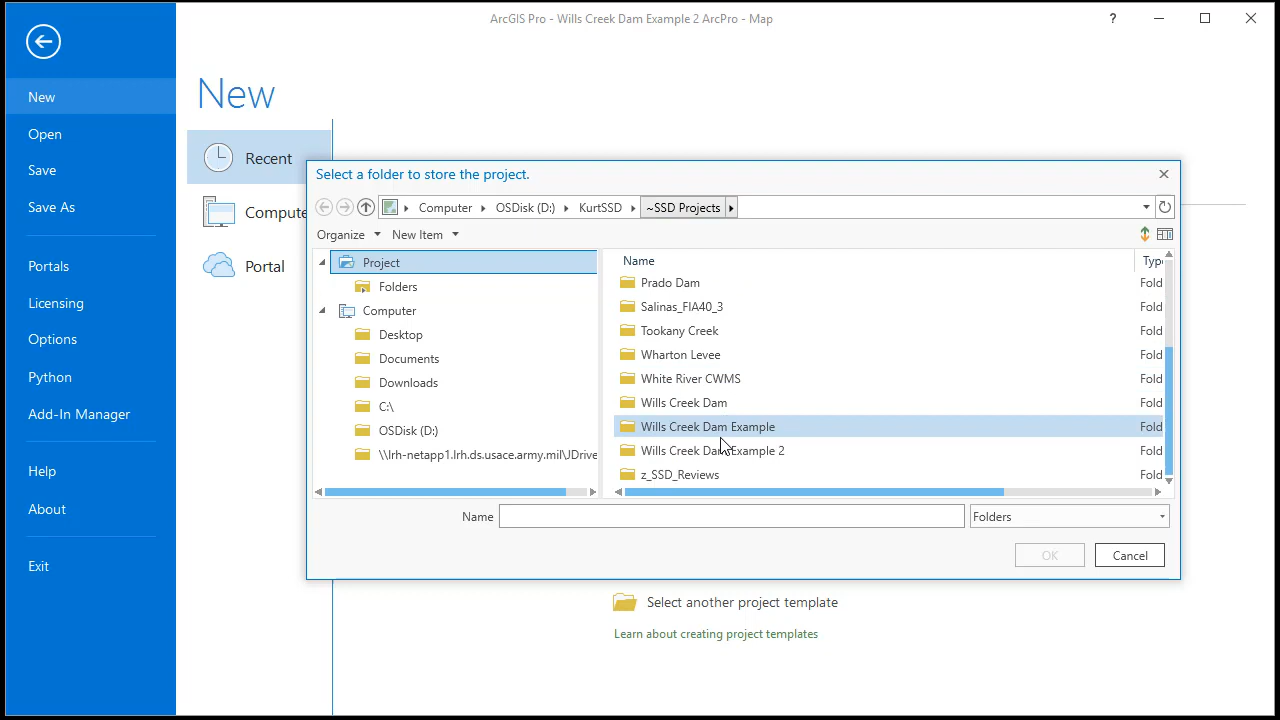 ArcGIS Pro - Wills Creek Dam Example 2 ArcPro - Map
?
New
Open
Save
Save As
Portals
Licensing
Options
Python
Add-In Manager
Help
About
Exit
New
Recent
Compute
Portal
Select a folder to store the project.
Computer OSDisk (D:) KurtSSD ~SSD Projects
Organize New Item
Project
Folders
Computer
Desktop
Documents
Downloads
C:\
OSDisk (D:)
\\lrh-netapp1.lrh.ds.usace.army.mil\JDrive
Name Type
Prado Dam Fold
Salinas_FIA40_3 Fold
Tookany Creek Fold
Wharton Levee Fold
White River CWMS Fold
Wills Creek Dam Fold
Wills Creek Dam Example Fold
Wills Creek Dam Example 2 Fold
z_SSD_Reviews Fold
Name Folders
OK Cancel
Select another project template
Learn about creating project templates